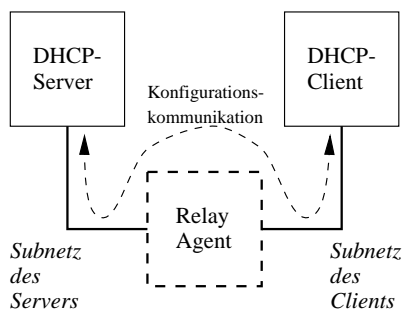 DHCP-
Server
DHCP-
Client
Konfigurations-
kommunikation
Relay
Agent
Subnetz
des
Servers
Subnetz
des
Clients